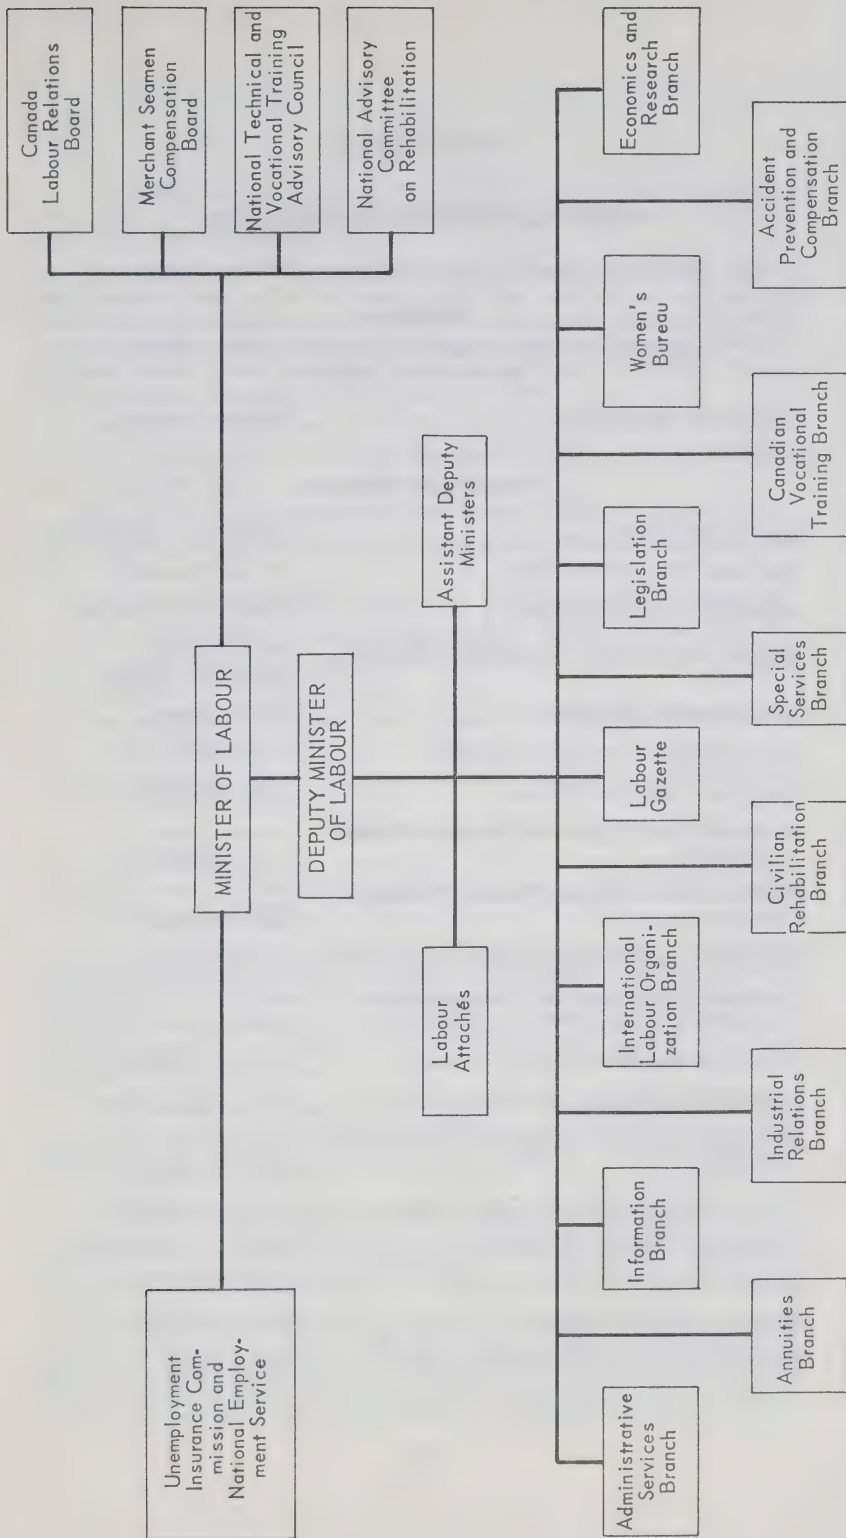 Canada
Labour Relations
Board
Merchant Seamen
Compensation
Board
National Technical and
Vocational Training
Advisory Council
National Advisory
Committee
on Rehabilitation
Unemployment
Insurance Com-
mission and
National Employ-
ment Service
MINISTER OF LABOUR
DEPUTY MINISTER
OF LABOUR
Labour
Attachés
Assistant Deputy
Ministers
Administrative
Services
Branch
Information
Branch
International
Labour Organi-
zation Branch
Labour
Gazette
Legislation
Branch
Women's
Bureau
Economics and
Research
Branch
Annuities
Branch
Industrial
Relations
Branch
Civilian
Rehabilitation
Branch
Special
Services
Branch
Canadian
Vocational
Training Branch
Accident
Prevention and
Compensation
Branch